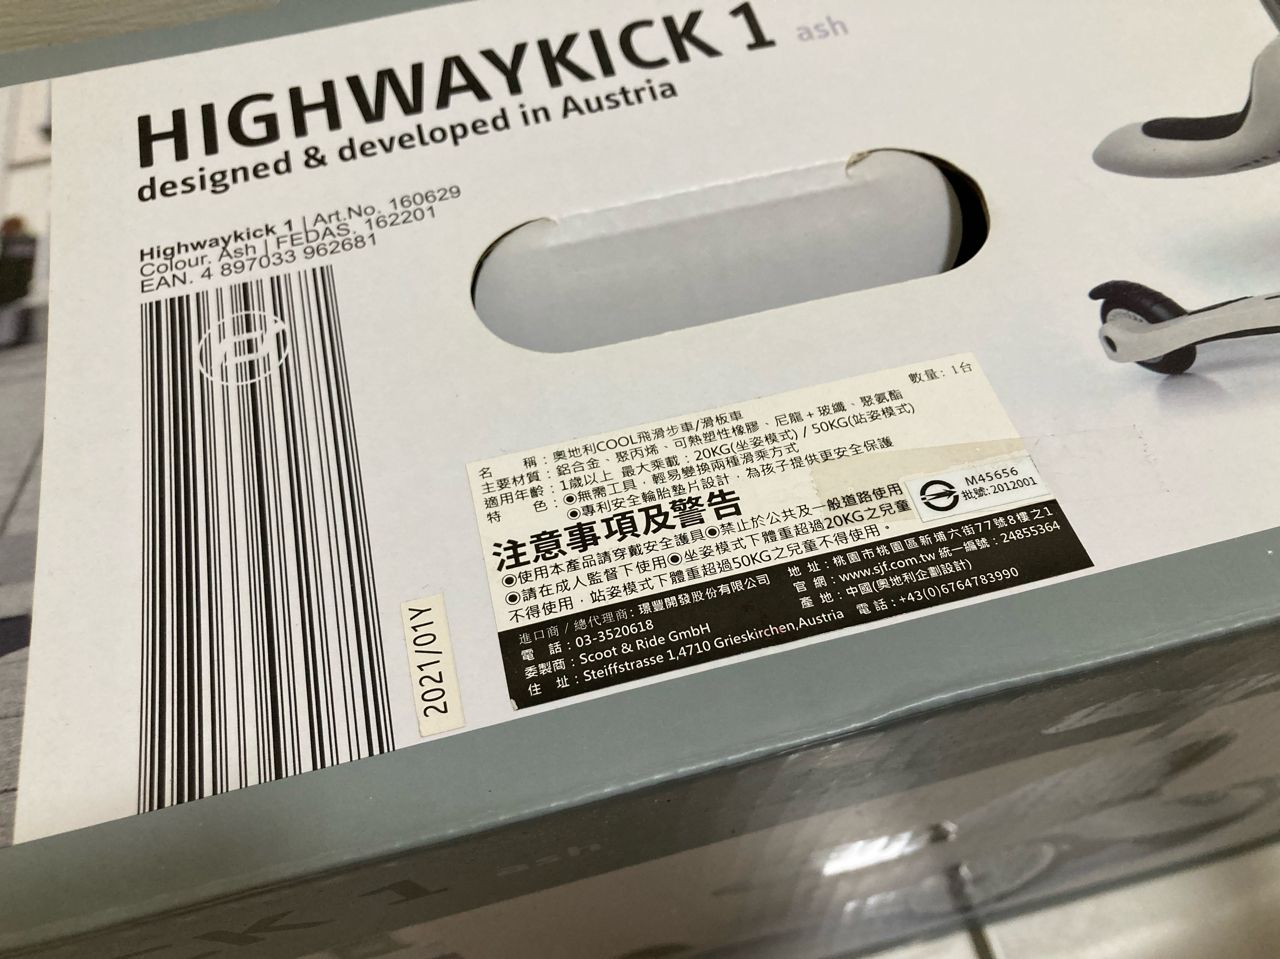 HIGHWAYKICK 1 ash
designed & developed in Austria
Highwaykick 1 | Art.No. 160629
Colour. Ash | FEDAS. 162201
EAN. 4 897033 962681
數量：1台
名　　稱：奧地利COOL飛滑步車/滑板車
主要材質：鋁合金、聚丙烯、可熱塑性橡膠、尼龍+玻纖、聚氨酯
適用年齡：1歲以上 最大乘載：20KG(坐姿模式) / 50KG(站姿模式)
特　　色：◉無需工具，輕易變換兩種滑乘方式
◉專利安全輪胎墊片設計，為孩子提供更安全保護
注意事項及警告
◉使用本產品請穿戴安全護具◉禁止於公共及一般道路使用
◉請在成人監督下使用◉坐姿模式下體重超過20KG之兒童
不得使用，站姿模式下體重超過50KG之兒童不得使用。
M45656
批號:2012001
進口商 / 總代理商：環豐開發股份有限公司 地 址：桃園市桃園區新埔六街77號8樓之1
電　話：03-3520618 官 網：www.sjf.com.tw 統一編號：24855364
委製商：Scoot & Ride GmbH 產 地：中國(奧地利企劃設計)
住　址：Steiffstrasse 1,4710 Grieskirchen,Austria 電 話：+43(0)6764783990
2021/01Y
CK 1 ash